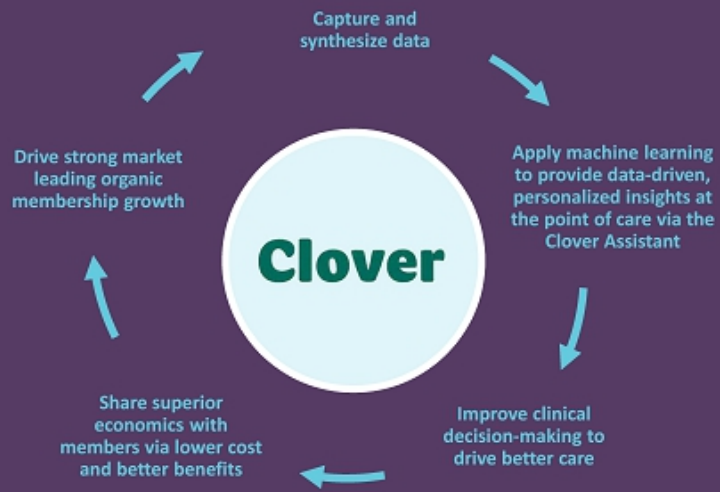 Capture and
synthesize data
Apply machine learning
to provide data-driven,
personalized insights at
the point of care via the
Clover Assistant
Improve clinical
decision-making to
drive better care
Share superior
economics with
members via lower cost
and better benefits
Drive strong market
leading organic
membership growth
Clover